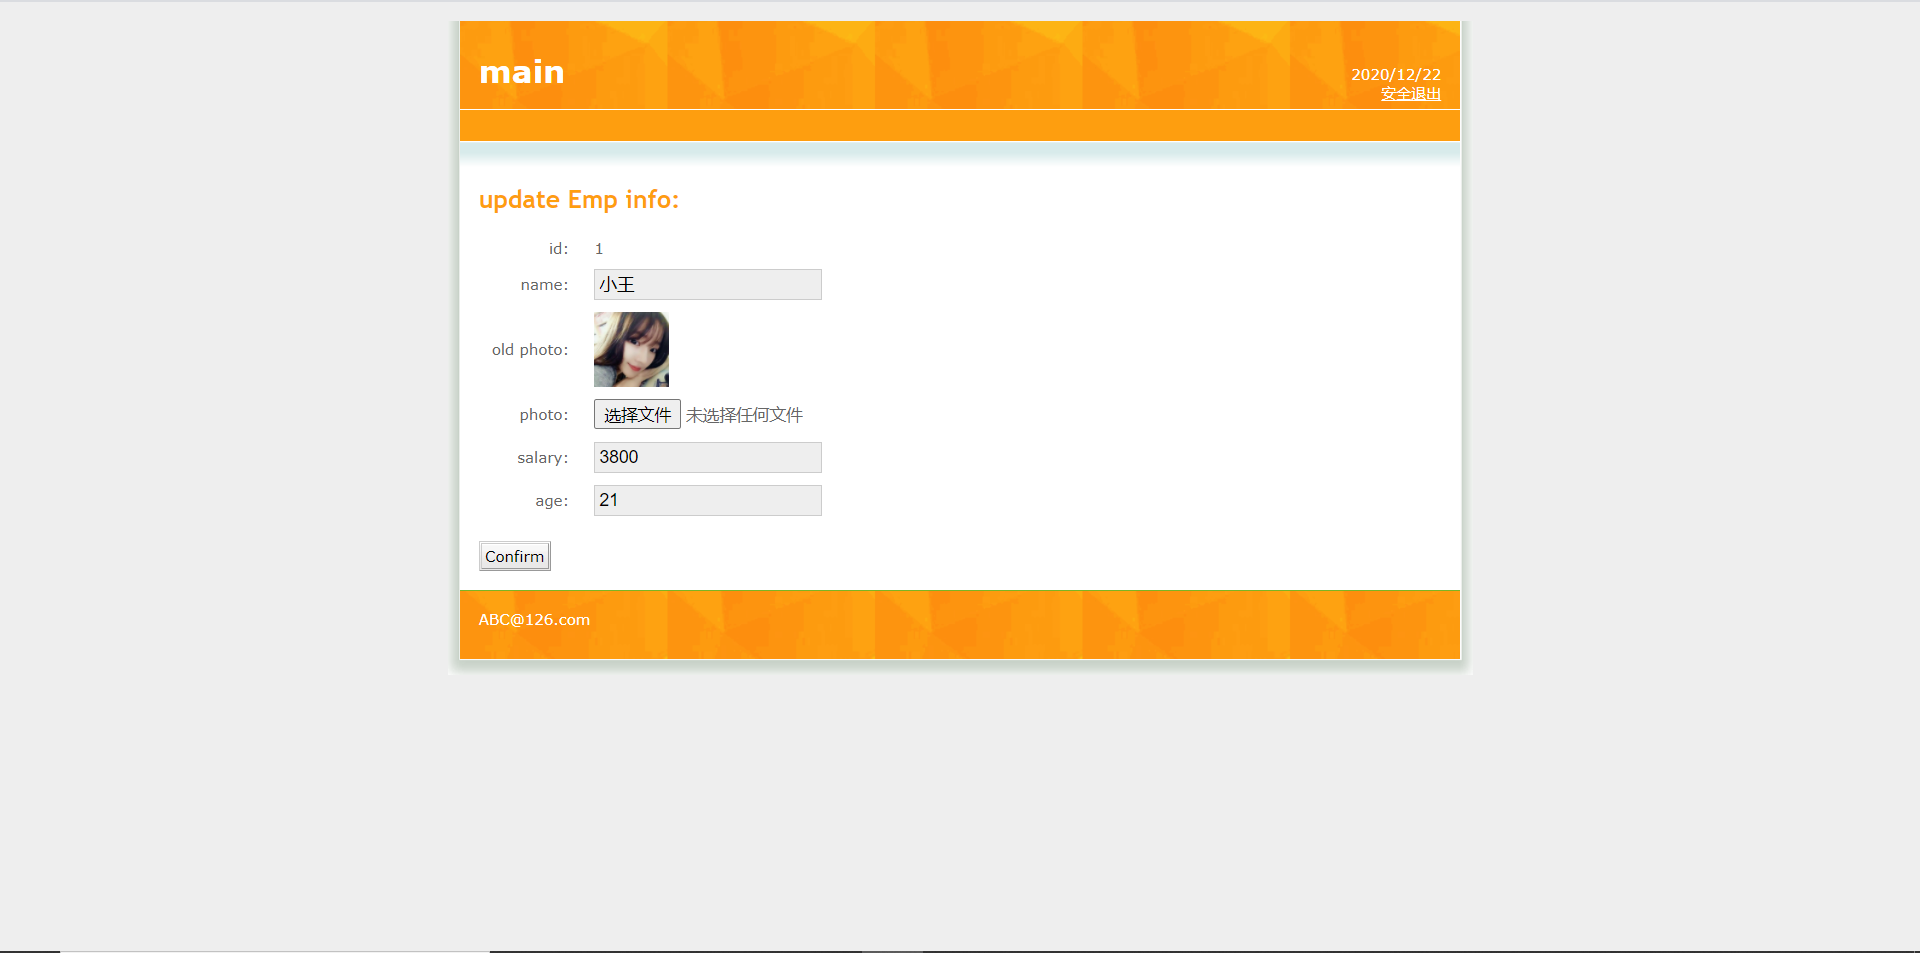 main
2020/12/22
安全退出
update Emp info:
id: 1
name: 小王
old photo:
photo: 选择文件 未选择任何文件
salary: 3800
age: 21
Confirm
ABC@126.com